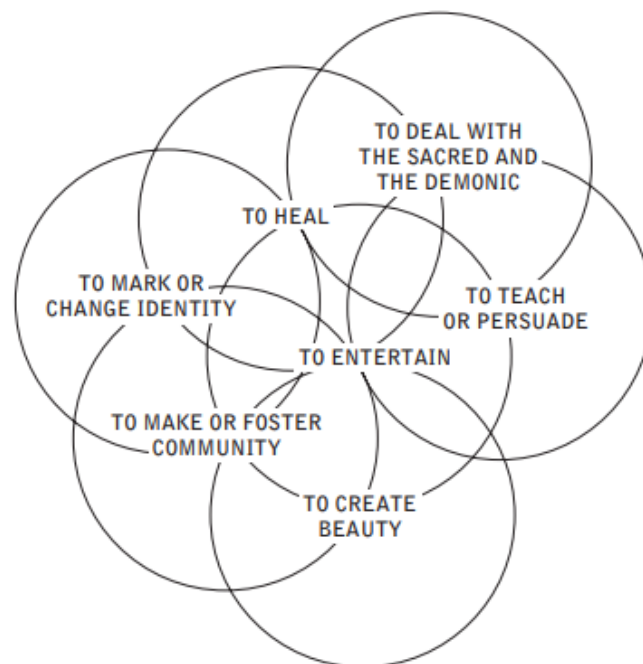 TO DEAL WITH
THE SACRED AND
THE DEMONIC
TO HEAL
TO MARK OR
CHANGE IDENTITY
TO TEACH
OR PERSUADE
TO ENTERTAIN
TO MAKE OR FOSTER
COMMUNITY
TO CREATE
BEAUTY